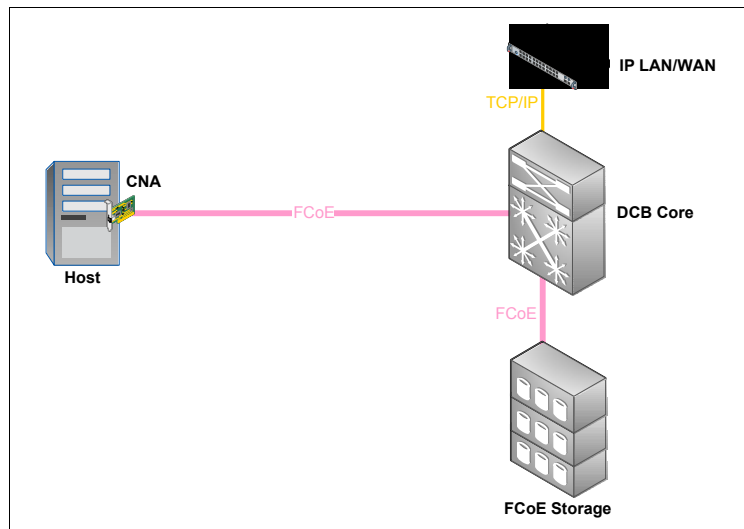 IP LAN/WAN
TCP/IP
CNA
FCoE
DCB Core
Host
FCoE
FCoE Storage